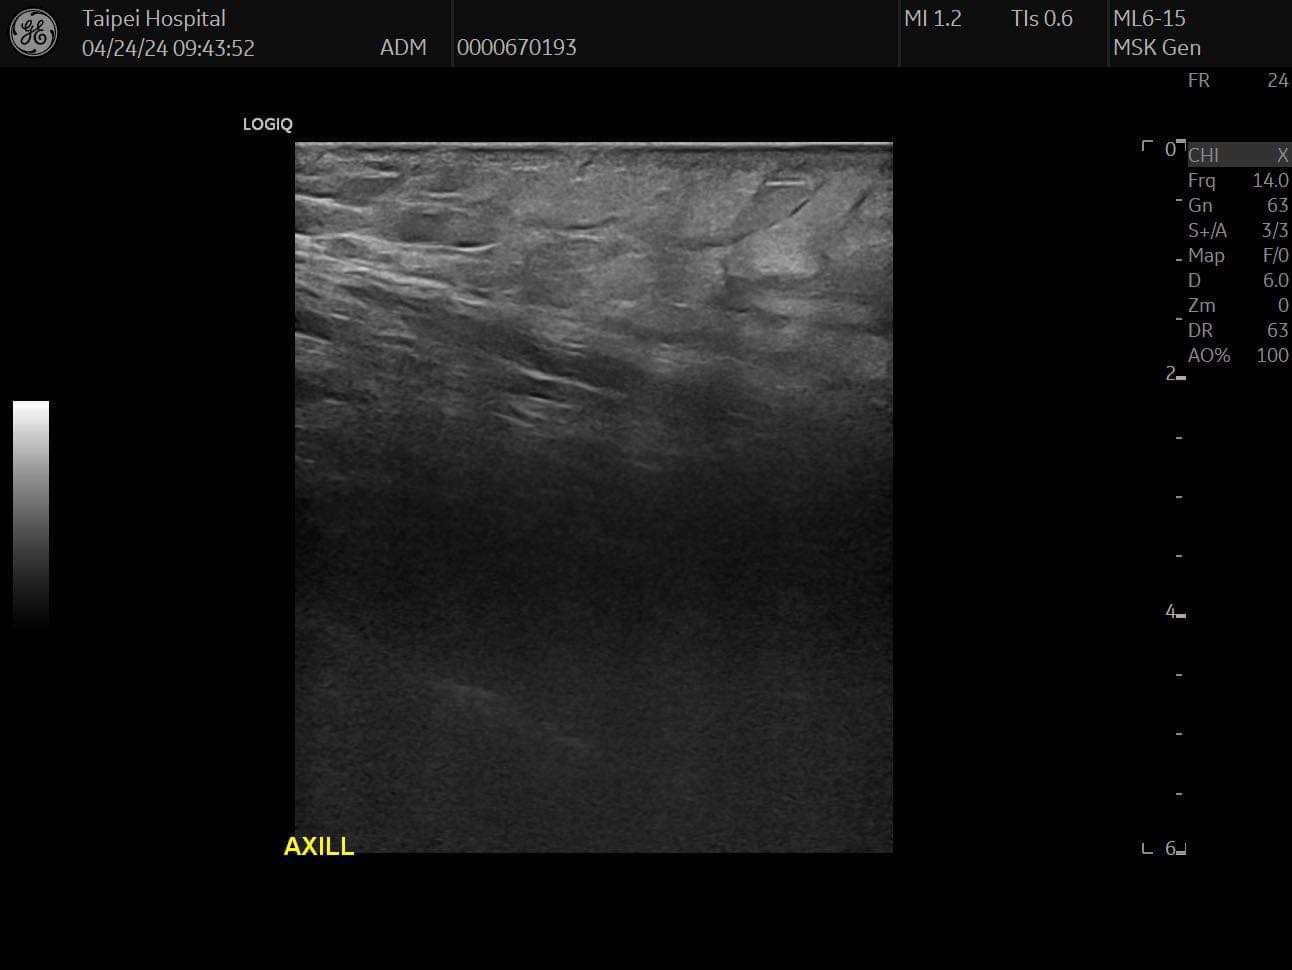 GE
Taipei Hospital
04/24/24 09:43:52
ADM
0000670193
MI 1.2
TIs 0.6
ML6-15
MSK Gen
FR 24
LOGIQ
CHI X
Frq 14.0
Gn 63
S+/A 3/3
Map F/0
D 6.0
Zm 0
DR 63
AO% 100
0
2
4
6
AXILL